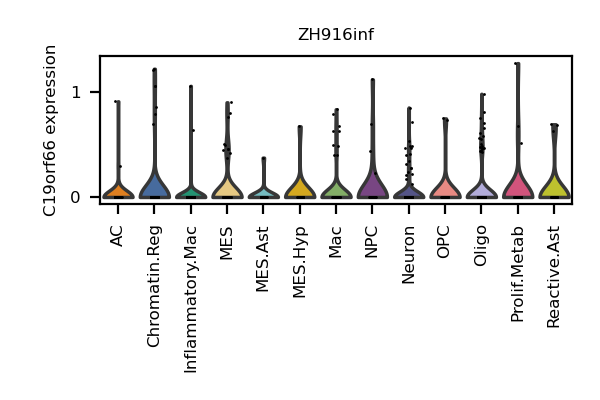 ZH916inf
C19orf66 expression
1
0
AC
Chromatin.Reg
Inflammatory.Mac
MES
MES.Ast
MES.Hyp
Mac
NPC
Neuron
OPC
Oligo
Prolif.Metab
Reactive.Ast